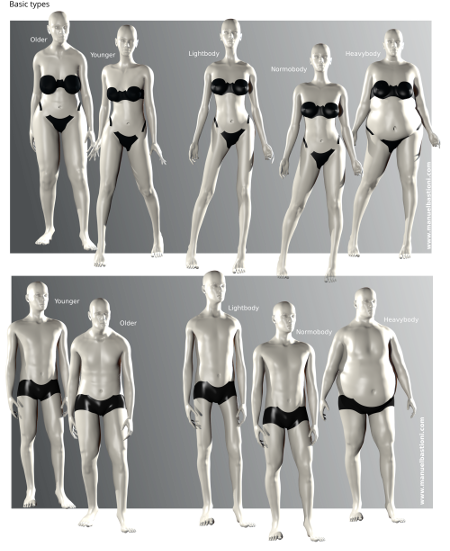 Basic types
Older
Younger
Lightbody
Normobody
Heavybody
www.manuelbastioni.com
Younger
Older
Lightbody
Normobody
Heavybody
www.manuelbastioni.com